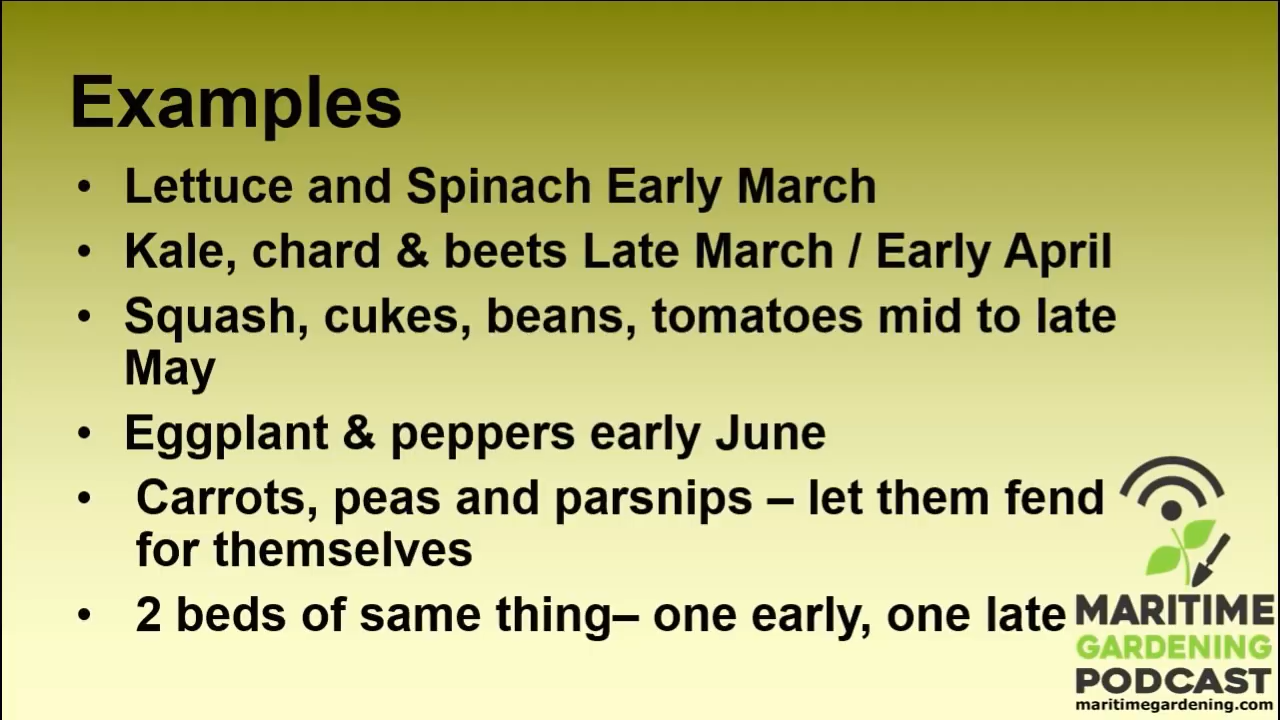 Examples
• Lettuce and Spinach Early March
• Kale, chard & beets Late March / Early April
• Squash, cukes, beans, tomatoes mid to late
May
• Eggplant & peppers early June
• Carrots, peas and parsnips – let them fend
for themselves
• 2 beds of same thing– one early, one late
MARITIME
GARDENING
PODCAST
maritimegardening.com